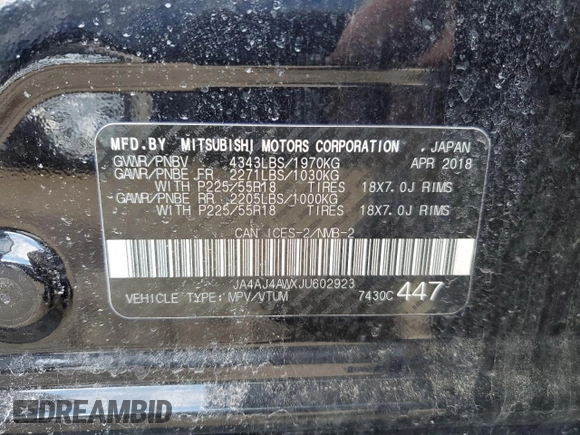 MFD.BY MITSUBISHI MOTORS CORPORATION . JAPAN
GVWR/PNBV 4343LBS/1970KG APR 2018
GAWR/PNBE FR 2271LBS/1030KG
WITH P225/55R18 TIRES 18X7.0J RIMS
GAWR/PNBE RR 2205LBS/1000KG
WITH P225/55R18 TIRES 18X7.0J RIMS
CAN ICES-2/NMB-2
JA4AJ4AWXJU602923
VEHICLE TYPE:MPV/VTUM 7430C 447
DREAMBID